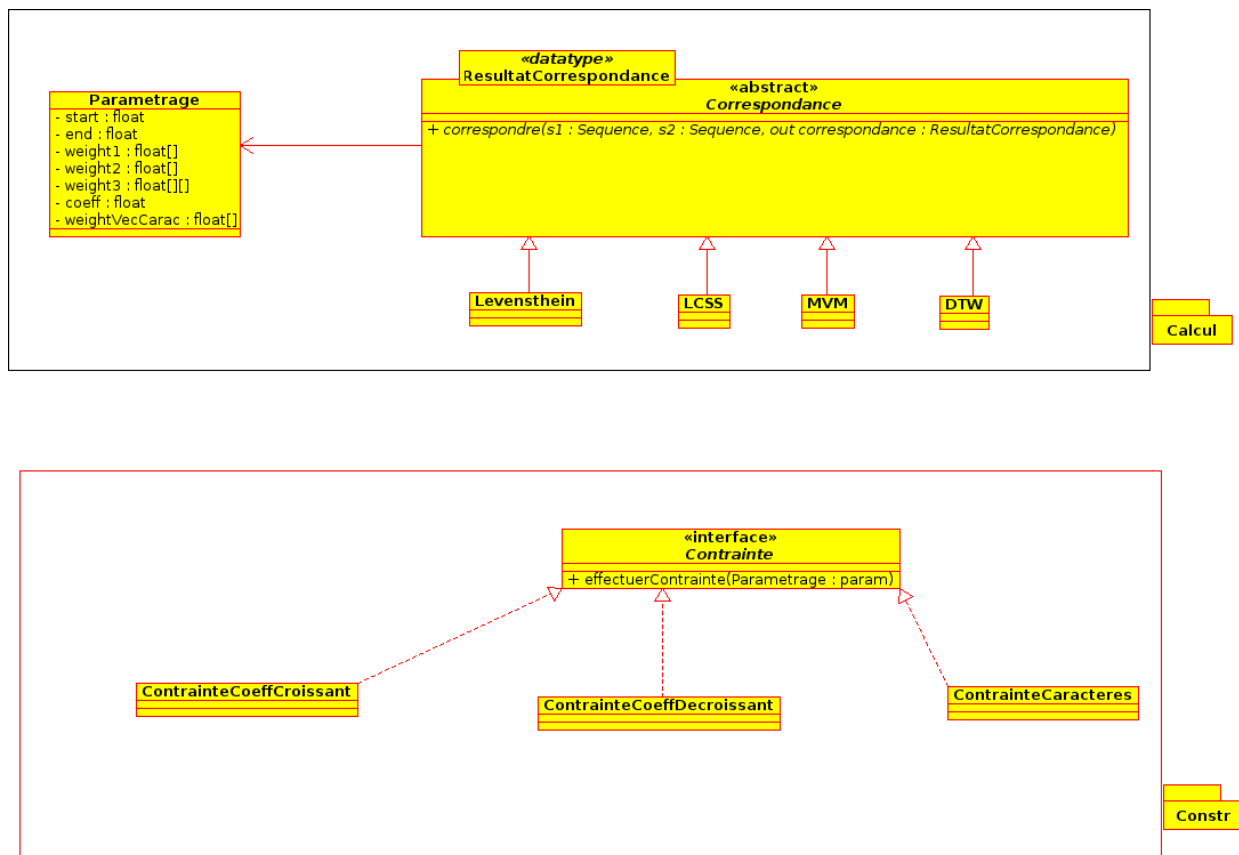 «datatype»
ResultatCorrespondance
«abstract»
Correspondance
+ correspondre(s1 : Sequence, s2 : Sequence, out correspondance : ResultatCorrespondance)
Parametrage
- start : float
- end : float
- weight1 : float[]
- weight2 : float[]
- weight3 : float[][]
- coeff : float
- weightVecCarac : float[]
Levensthein
LCSS
MVM
DTW
Calcul
«interface»
Contrainte
+ effectuerContrainte(Parametrage : param)
ContrainteCoeffCroissant
ContrainteCoeffDecroissant
ContrainteCaracteres
Constr